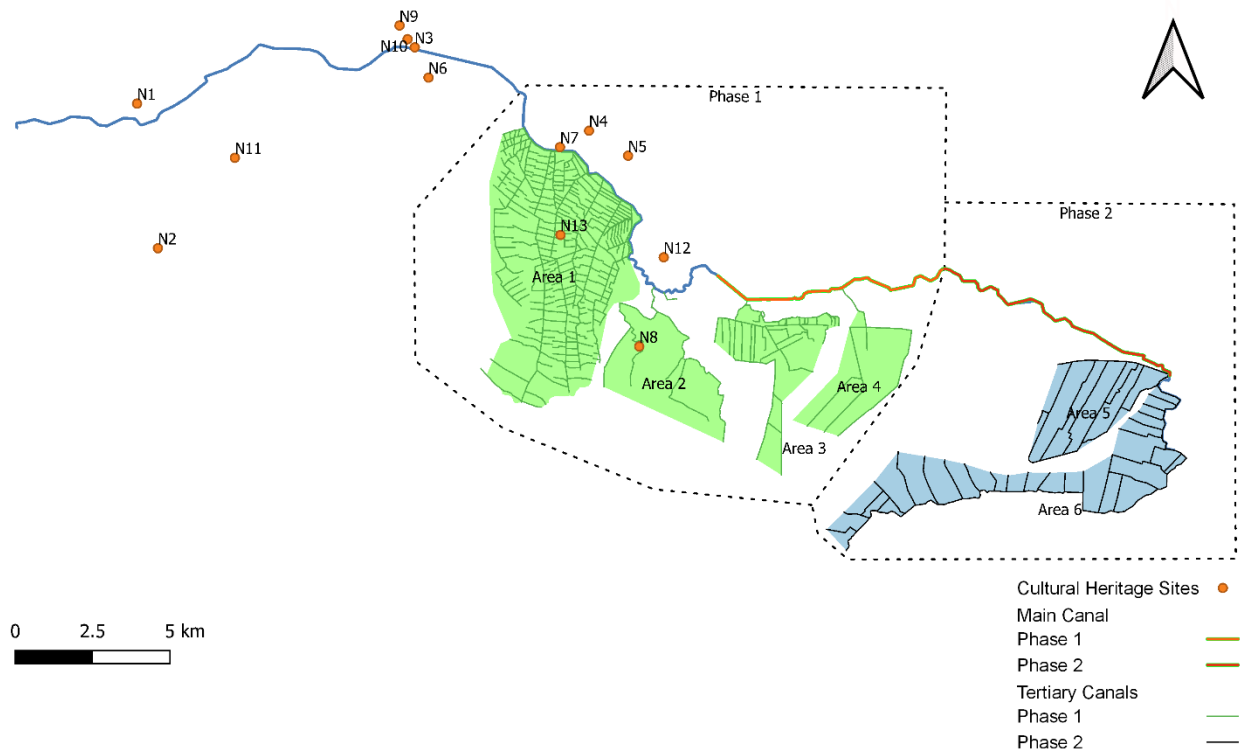 N9
N10
N3
N6
Phase 1
N1
N4
N7
N5
N11
Phase 2
N13
N2
N12
Area 1
N8
Area 2
Area 4
Area 5
Area 3
Area 6
Cultural Heritage Sites
Main Canal
Phase 1
Phase 2
Tertiary Canals
Phase 1
Phase 2
0 2.5 5 km